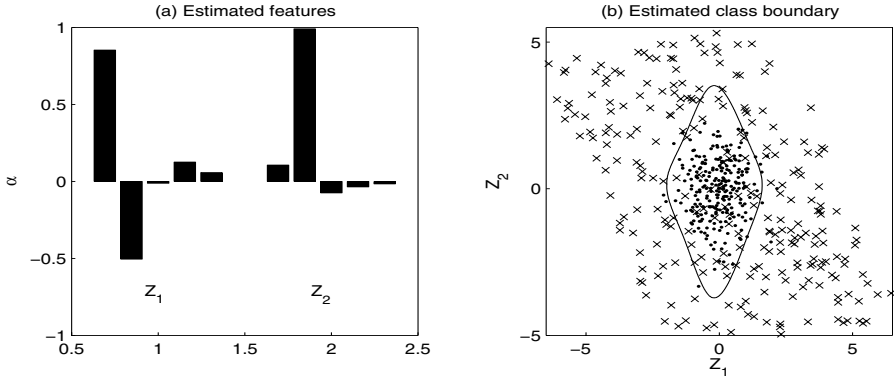 (a) Estimated features
1
0.5
0
−0.5
−1
α
Z1
Z2
0.5 1 1.5 2 2.5
(b) Estimated class boundary
5
0
−5
Z2
−5 0 5
Z1